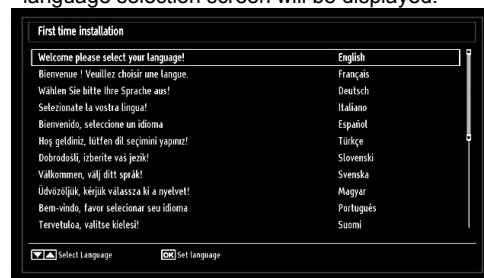 language selection screen will be displayed.
First time installation
Welcome please select your language! English
Bienvenue ! Veuillez choisir une langue. Français
Wählen Sie bitte Ihre Sprache aus! Deutsch
Selezionate la vostra lingua! Italiano
Bienvenido, seleccione un idioma Español
Hoş geldiniz, lütfen dil seçimini yapınız! Türkçe
Dobrodošli, izberite vaš jezik! Slovenski
Välkommen, välj ditt språk! Svenska
Üdvözöljük, kérjük válassza ki a nyelvet! Magyar
Bem-vindo, favor selecionar seu idioma Português
Tervetuloa, valitse kielesi! Suomi
Select Language OK Set language